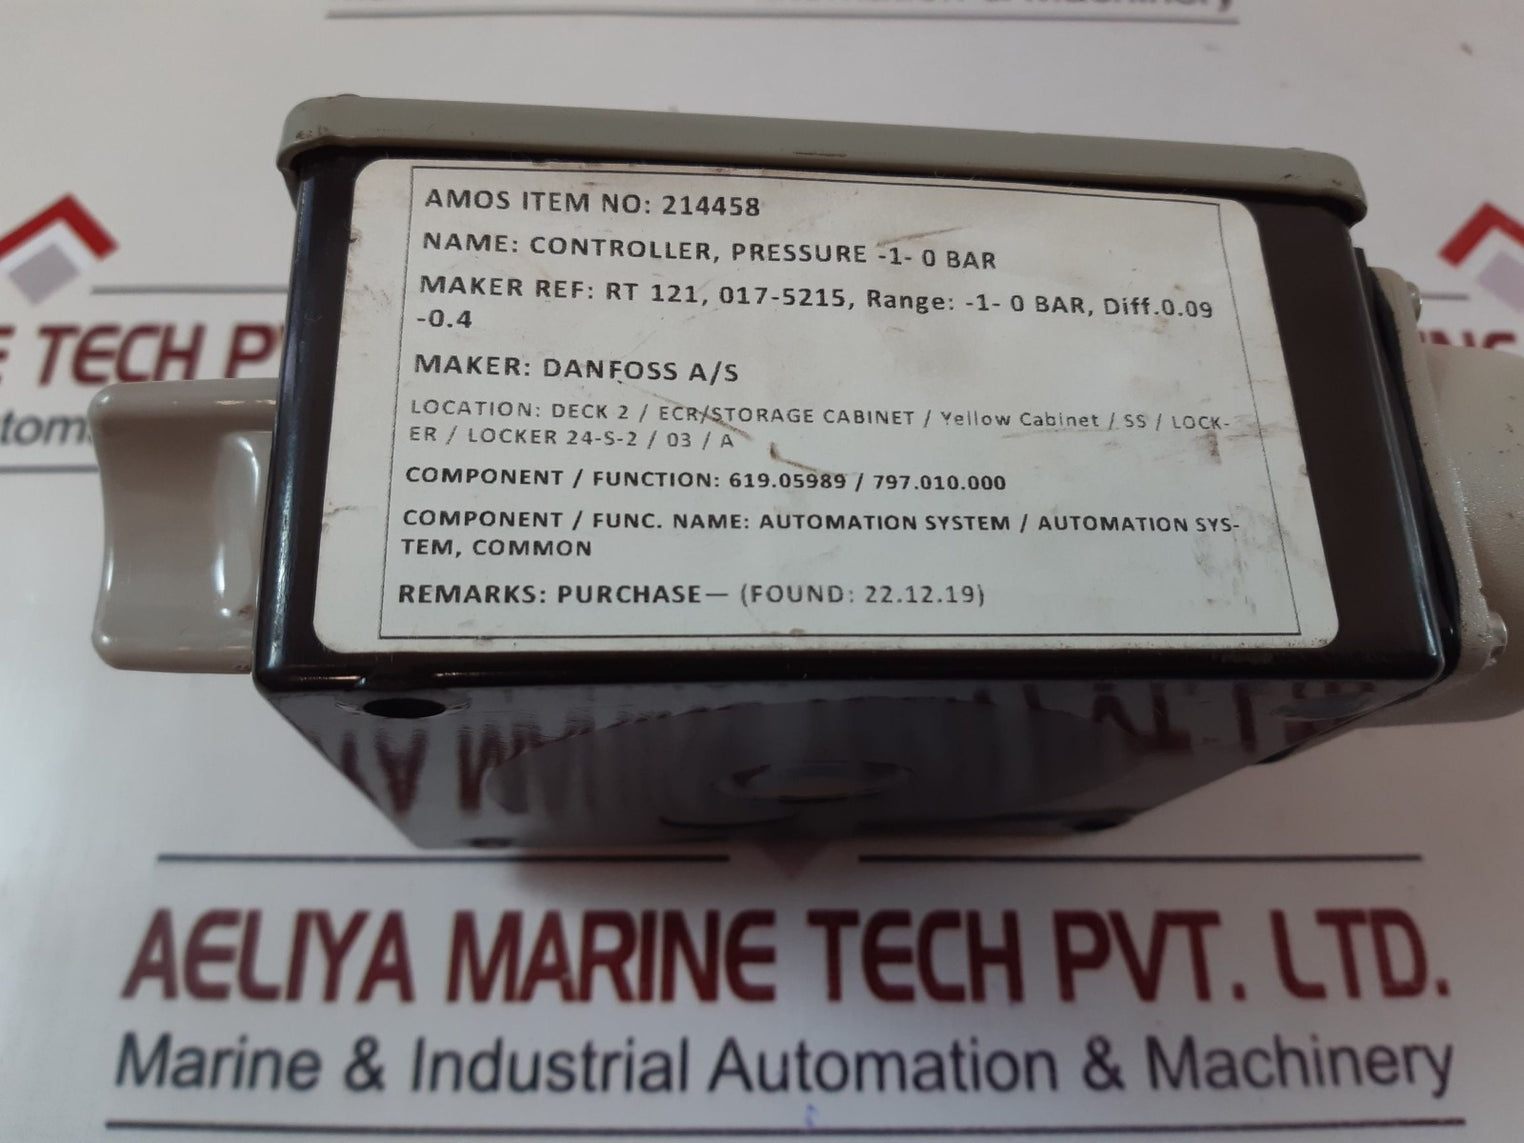 AMOS ITEM NO: 214458
NAME: CONTROLLER, PRESSURE -1- 0 BAR
MAKER REF: RT 121, 017-5215, Range: -1- 0 BAR, Diff.0.09
-0.4
MAKER: DANFOSS A/S
LOCATION: DECK 2 / ECR/STORAGE CABINET / Yellow Cabinet / SS / LOCK-
ER / LOCKER 24-S-2 / 03 / A
COMPONENT / FUNCTION: 619.05989 / 797.010.000
COMPONENT / FUNC. NAME: AUTOMATION SYSTEM / AUTOMATION SYS-
TEM, COMMON
REMARKS: PURCHASE— (FOUND: 22.12.19)
E TECH PV
AELIYA MARINE TECH PVT. LTD.
Marine & Industrial Automation & Machinery